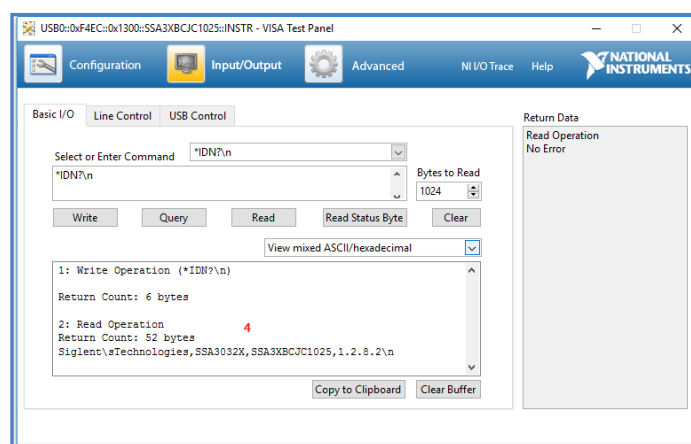 USB0::0xF4EC::0x1300::SSA3XBCJC1025::INSTR - VISA Test Panel
Configuration Input/Output Advanced NI I/O Trace Help NATIONAL INSTRUMENTS
Basic I/O Line Control USB Control
Return Data
Read Operation
No Error
Select or Enter Command *IDN?\n
*IDN?\n
Bytes to Read
1024
Write Query Read Read Status Byte Clear
View mixed ASCII/hexadecimal
1: Write Operation (*IDN?\n)
Return Count: 6 bytes
2: Read Operation
4
Return Count: 52 bytes
Siglent\sTechnologies,SSA3032X,SSA3XBCJC1025,1.2.8.2\n
Copy to Clipboard Clear Buffer